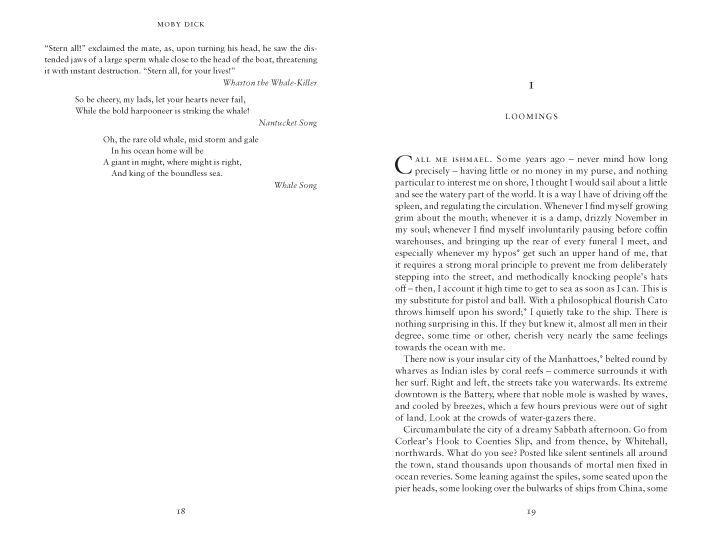 MOBY DICK
“Stern all!” exclaimed the mate, as, upon turning his head, he saw the dis-
tended jaws of a large sperm whale close to the head of the boat, threatening
it with instant destruction. “Stern all, for your lives!”
Wharton the Whale-Killer
So be cheery, my lads, let your hearts never fail,
While the bold harpooneer is striking the whale!
Nantucket Song
Oh, the rare old whale, mid storm and gale
In his ocean home will be
A giant in might, where might is right,
And king of the boundless sea.
Whale Song
18
I
LOOMINGS
CALL ME ISHMAEL. Some years ago – never mind how long
precisely – having little or no money in my purse, and nothing
particular to interest me on shore, I thought I would sail about a little
and see the watery part of the world. It is a way I have of driving off the
spleen, and regulating the circulation. Whenever I find myself growing
grim about the mouth; whenever it is a damp, drizzly November in
my soul; whenever I find myself involuntarily pausing before coffin
warehouses, and bringing up the rear of every funeral I meet, and
especially whenever my hypos* get such an upper hand of me, that
it requires a strong moral principle to prevent me from deliberately
stepping into the street, and methodically knocking people’s hats
off – then, I account it high time to get to sea as soon as I can. This is
my substitute for pistol and ball. With a philosophical flourish Cato
throws himself upon his sword;* I quietly take to the ship. There is
nothing surprising in this. If they but knew it, almost all men in their
degree, some time or other, cherish very nearly the same feelings
towards the ocean with me.
There now is your insular city of the Manhattoes,* belted round by
wharves as Indian isles by coral reefs – commerce surrounds it with
her surf. Right and left, the streets take you waterwards. Its extreme
downtown is the Battery, where that noble mole is washed by waves,
and cooled by breezes, which a few hours previous were out of sight
of land. Look at the crowds of water-gazers there.
Circumambulate the city of a dreamy Sabbath afternoon. Go from
Corlear’s Hook to Coenties Slip, and from thence, by Whitehall,
northwards. What do you see? Posted like silent sentinels all around
the town, stand thousands upon thousands of mortal men fixed in
ocean reveries. Some leaning against the spiles, some seated upon the
pier heads, some looking over the bulwarks of ships from China, some
19